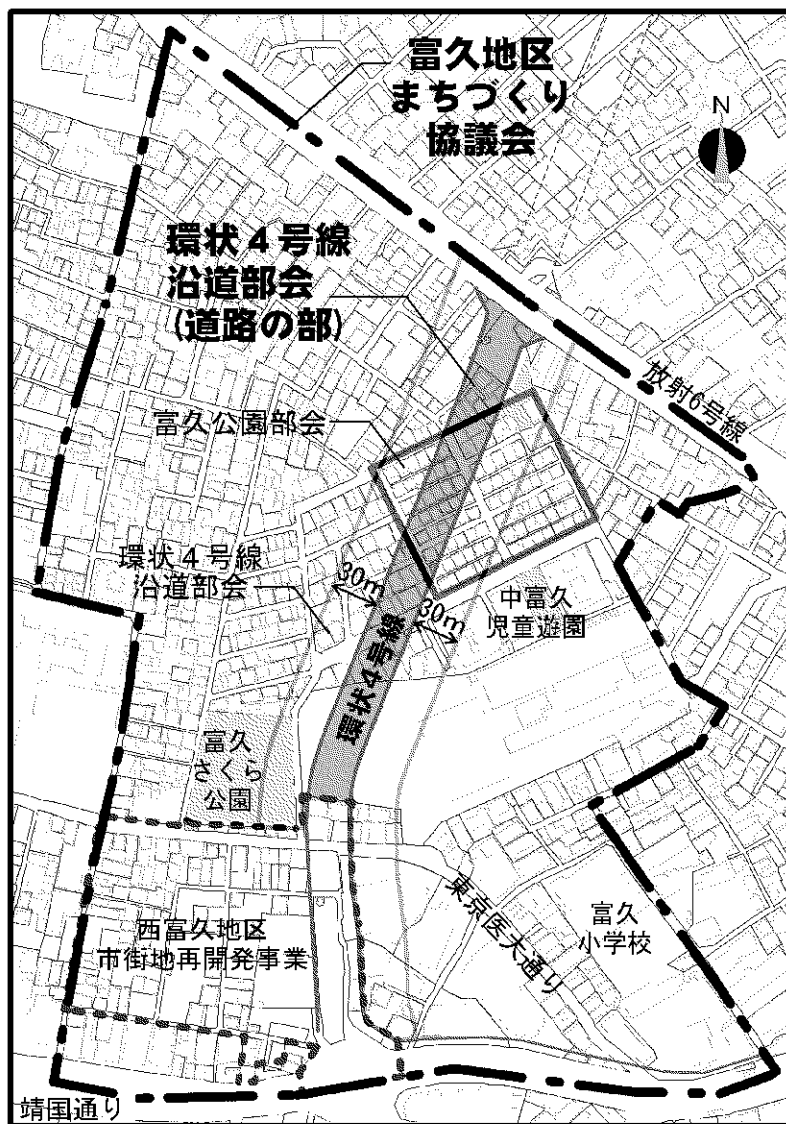 富久地区
まちづくり
協議会
N
環状4号線
沿道部会
(道路の部)
放射6号線
富久公園部会
環状4号線
沿道部会
30m
30m
中富久
児童遊園
環状4号線
富久
さくら
公園
西富久地区
市街地再開発事業
東京医大通り
富久
小学校
靖国通り